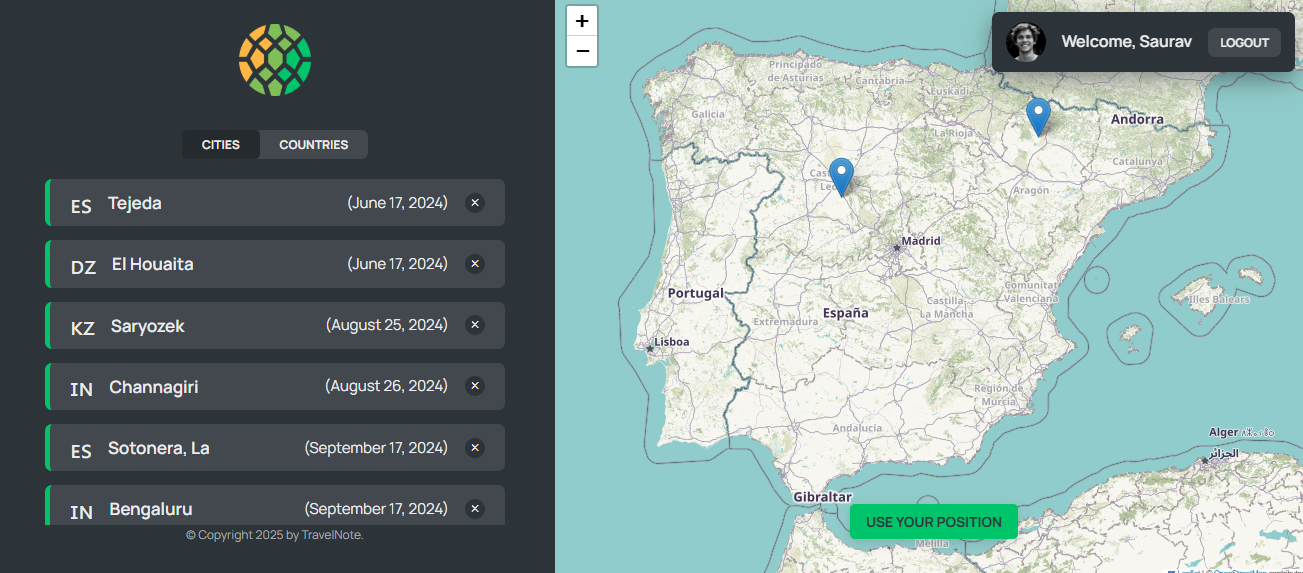 CITIES
COUNTRIES
ES Tejeda (June 17, 2024) ×
DZ El Houaita (June 17, 2024) ×
KZ Saryozek (August 25, 2024) ×
IN Channagiri (August 26, 2024) ×
ES Sotonera, La (September 17, 2024) ×
IN Bengaluru (September 17, 2024) ×
© Copyright 2025 by TravelNote.
+
−
Welcome, Saurav
LOGOUT
Principado
de Asturias
Cantabria
Euskadi
Galicia
La Rioja
Andorra
Catalunya
Aragón
Madrid
Portugal
Comunitat
Valenciana
Castilla-
La Mancha
España
Extremadura
Illes Balears
Lisboa
Región de
Murcia
Andalucía
Alger
الجزائر
Gibraltar
USE YOUR POSITION
Melilla
Leaflet | © OpenStreetMap